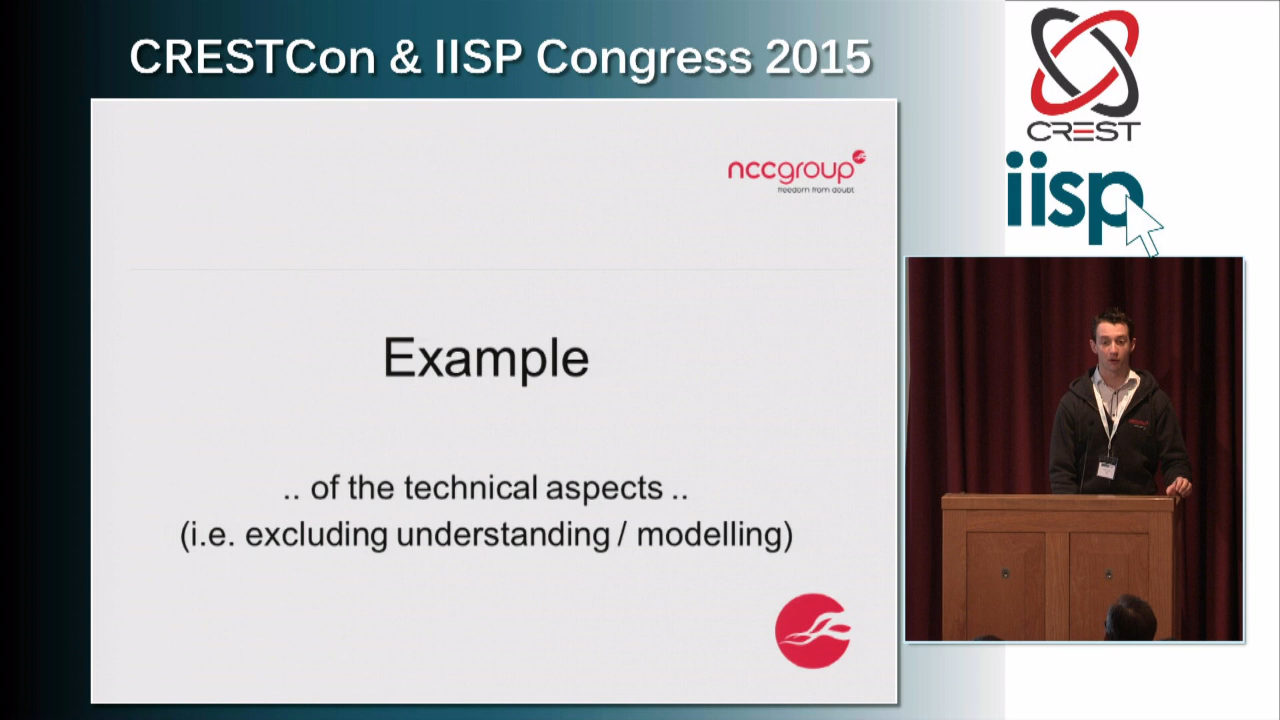 CRESTCon & IISP Congress 2015
CREST
iisp
nccgroup
freedom from doubt
Example
.. of the technical aspects ..
(i.e. excluding understanding / modelling)